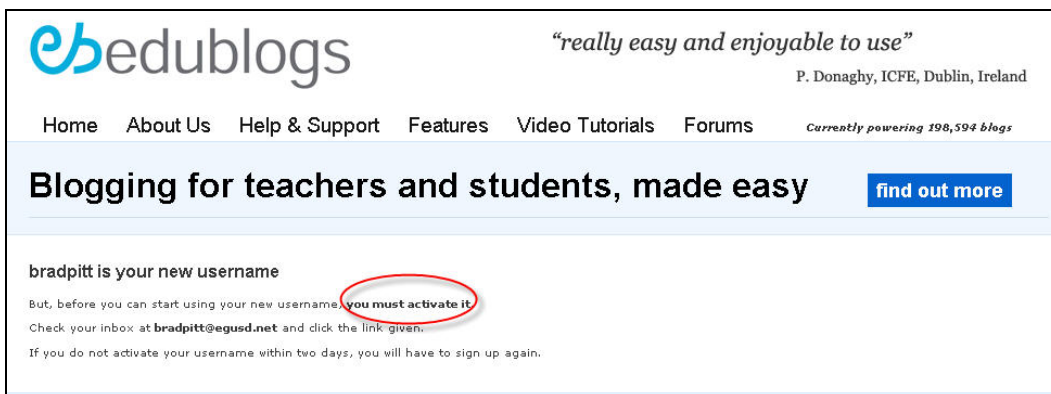 edublogs
“really easy and enjoyable to use”
P. Donaghy, ICFE, Dublin, Ireland
Home About Us Help & Support Features Video Tutorials Forums Currently powering 198,594 blogs
Blogging for teachers and students, made easy find out more
bradpitt is your new username
But, before you can start using your new username, you must activate it.
Check your inbox at bradpitt@egusd.net and click the link given.
If you do not activate your username within two days, you will have to sign up again.